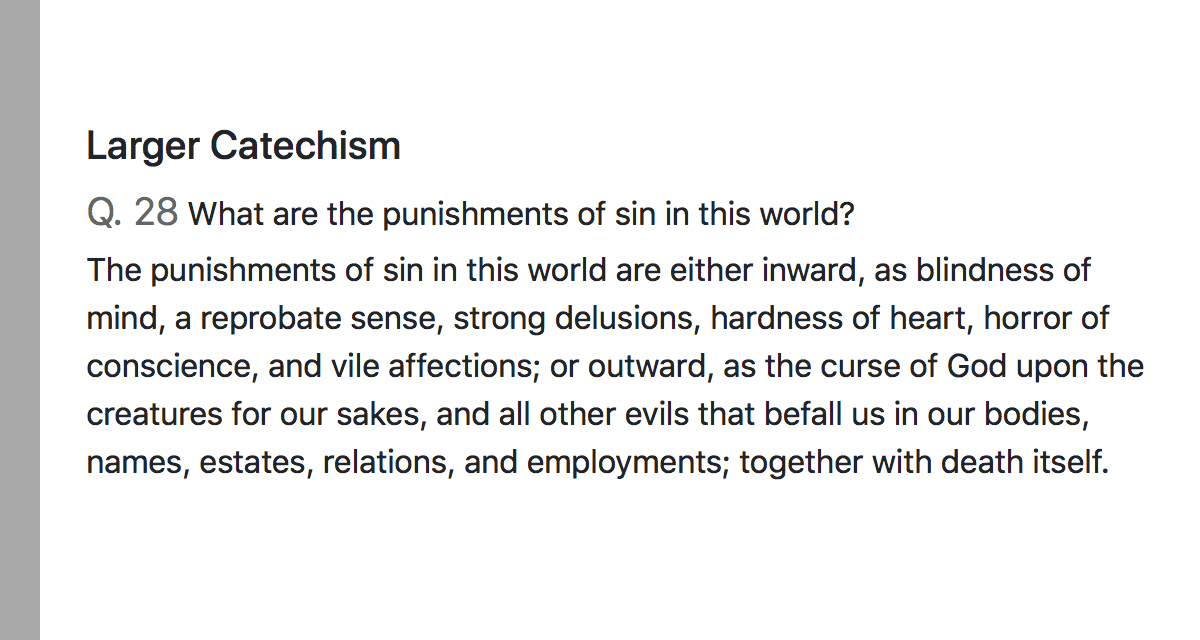 Larger Catechism
Q. 28 What are the punishments of sin in this world?
The punishments of sin in this world are either inward, as blindness of
mind, a reprobate sense, strong delusions, hardness of heart, horror of
conscience, and vile affections; or outward, as the curse of God upon the
creatures for our sakes, and all other evils that befall us in our bodies,
names, estates, relations, and employments; together with death itself.